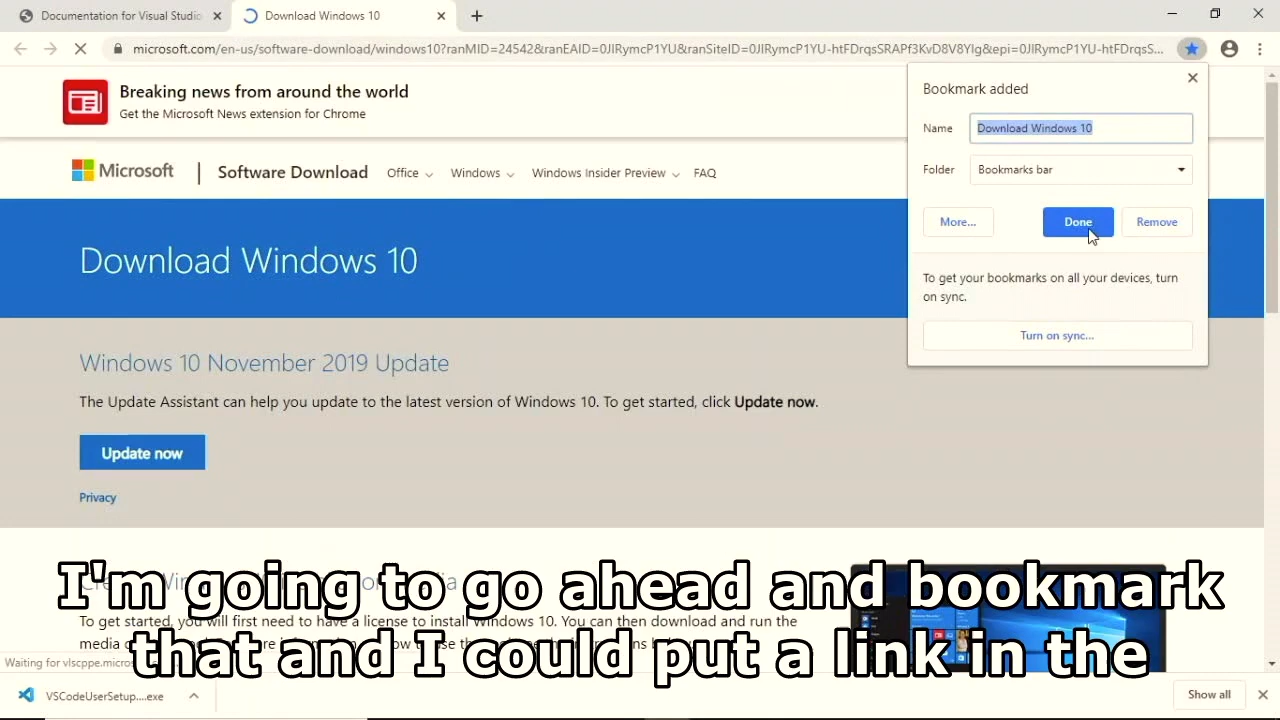 Documentation for Visual Studio
Download Windows 10
microsoft.com/en-us/software-download/windows10?ranMID=24542&ranEAID=0JlRymcP1YU&ranSiteID=0JlRymcP1YU-htFDrqsSRAPf3KvD8V8Ylg&epi=0JlRymcP1YU-htFDrqsS...
Breaking news from around the world
Get the Microsoft News extension for Chrome
Bookmark added
Name Download Windows 10
Folder Bookmarks bar
More... Done Remove
To get your bookmarks on all your devices, turn
on sync.
Turn on sync...
Microsoft | Software Download Office Windows Windows Insider Preview FAQ
Download Windows 10
Windows 10 November 2019 Update
The Update Assistant can help you update to the latest version of Windows 10. To get started, click Update now.
Update now
Privacy
I'm going to go ahead and bookmark
that and I could put a link in the
To get started, you will first need to have a license to install Windows 10. You can then download and run the
media
Waiting for vlscppe.micros
VSCodeUserSetup....exe
Show all